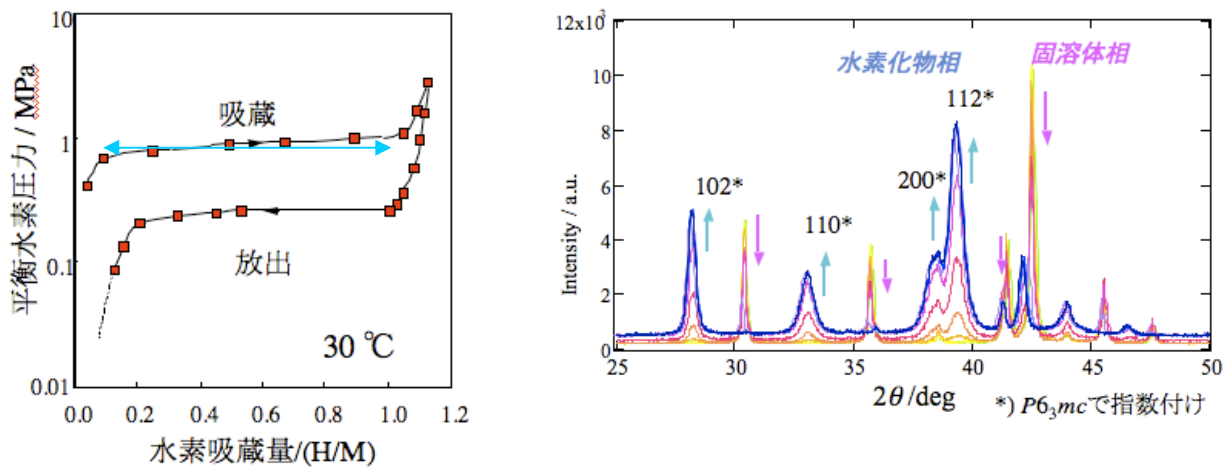 平衡水素圧力 / MPa
10
1
0.1
0.01
吸蔵
放出
30 ℃
0.0 0.2 0.4 0.6 0.8 1.0 1.2
水素吸蔵量/(H/M)
12x10³
10
8
6
4
2
0
Intensity / a.u.
水素化物相
固溶体相
112*
102*
200*
110*
25 30 35 40 45 50
2θ /deg
*) P6₃mcで指数付け